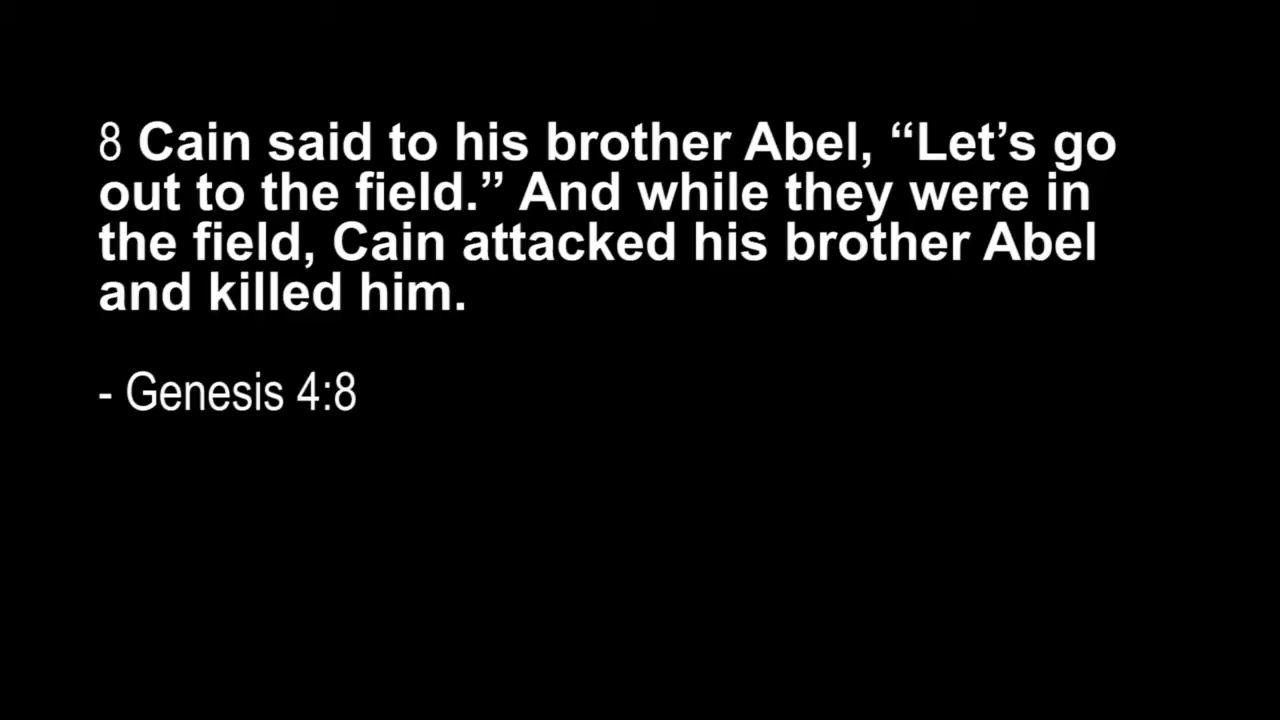 8 Cain said to his brother Abel, “Let’s go
out to the field.” And while they were in
the field, Cain attacked his brother Abel
and killed him.
- Genesis 4:8